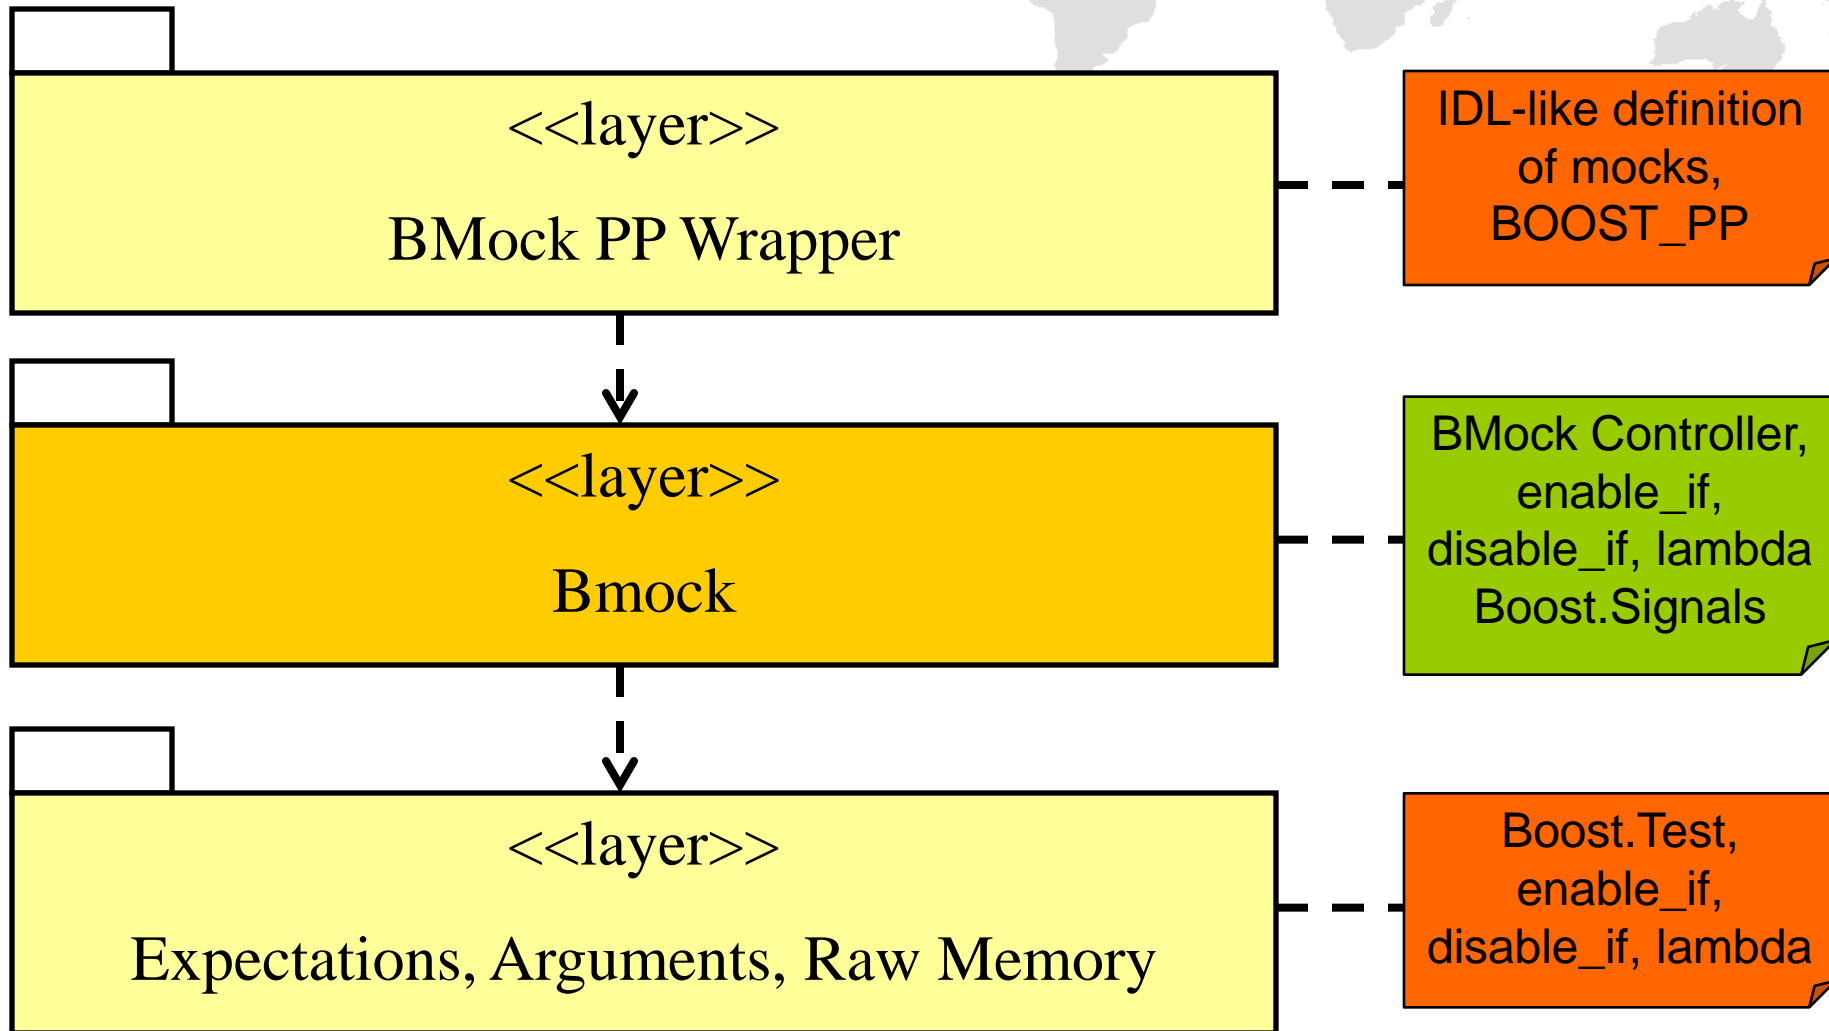 <<layer>>
BMock PP Wrapper
IDL-like definition
of mocks,
BOOST_PP
<<layer>>
Bmock
BMock Controller,
enable_if,
disable_if, lambda
Boost.Signals
<<layer>>
Expectations, Arguments, Raw Memory
Boost.Test,
enable_if,
disable_if, lambda